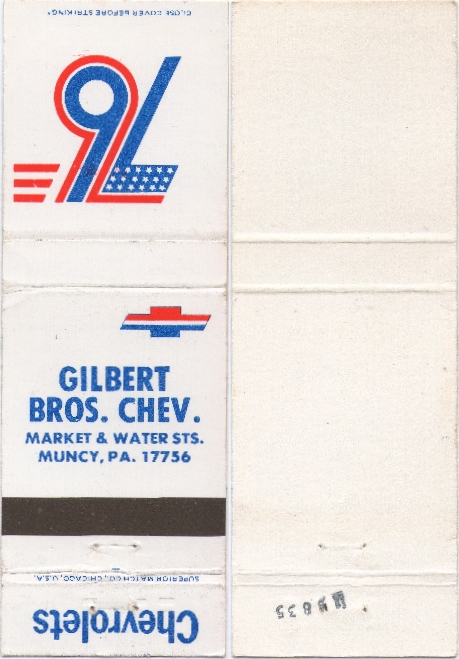 CLOSE COVER BEFORE STRIKING*
76
GILBERT
BROS. CHEV.
MARKET & WATER STS.
MUNCY, PA. 17756
SUPERIOR MATCH CO., CHICAGO, U.S.A.
Chevrolets
9835